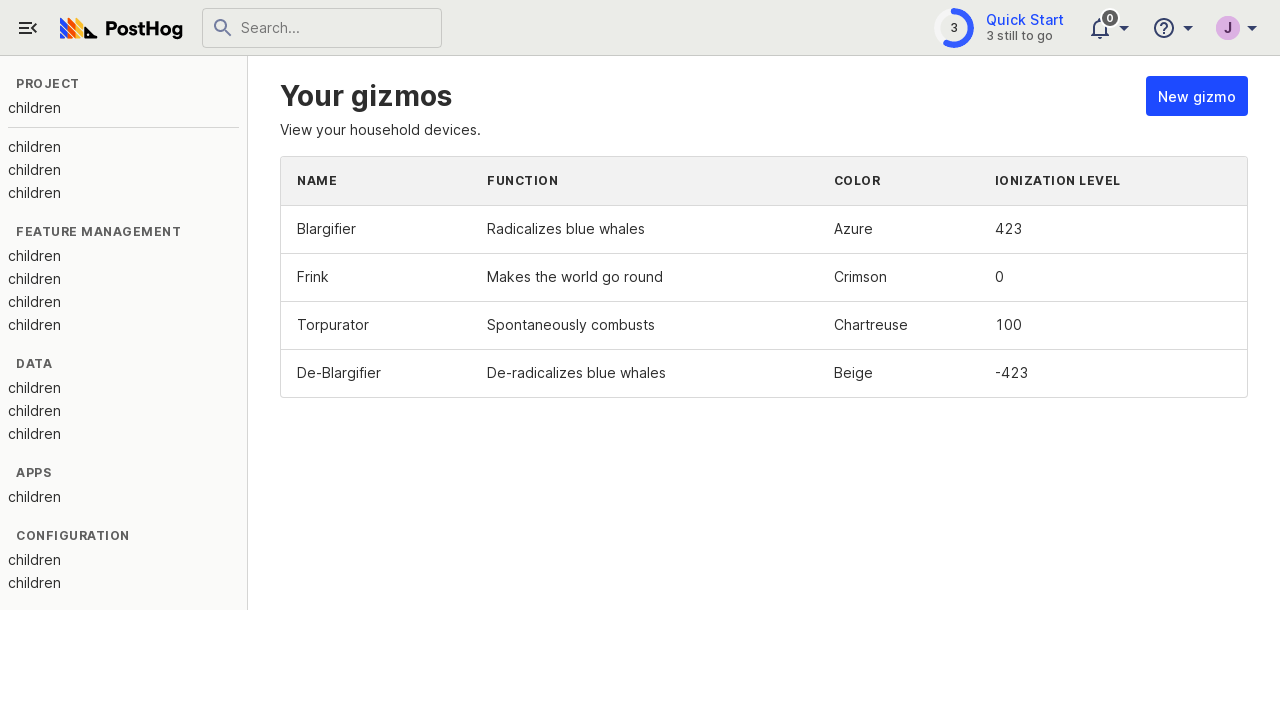 PostHog
Search...
3
Quick Start
3 still to go
0
J
PROJECT
children
children
children
children
FEATURE MANAGEMENT
children
children
children
children
DATA
children
children
children
APPS
children
CONFIGURATION
children
children
Your gizmos
New gizmo
View your household devices.
NAME FUNCTION COLOR IONIZATION LEVEL
Blargifier Radicalizes blue whales Azure 423
Frink Makes the world go round Crimson 0
Torpurator Spontaneously combusts Chartreuse 100
De-Blargifier De-radicalizes blue whales Beige -423